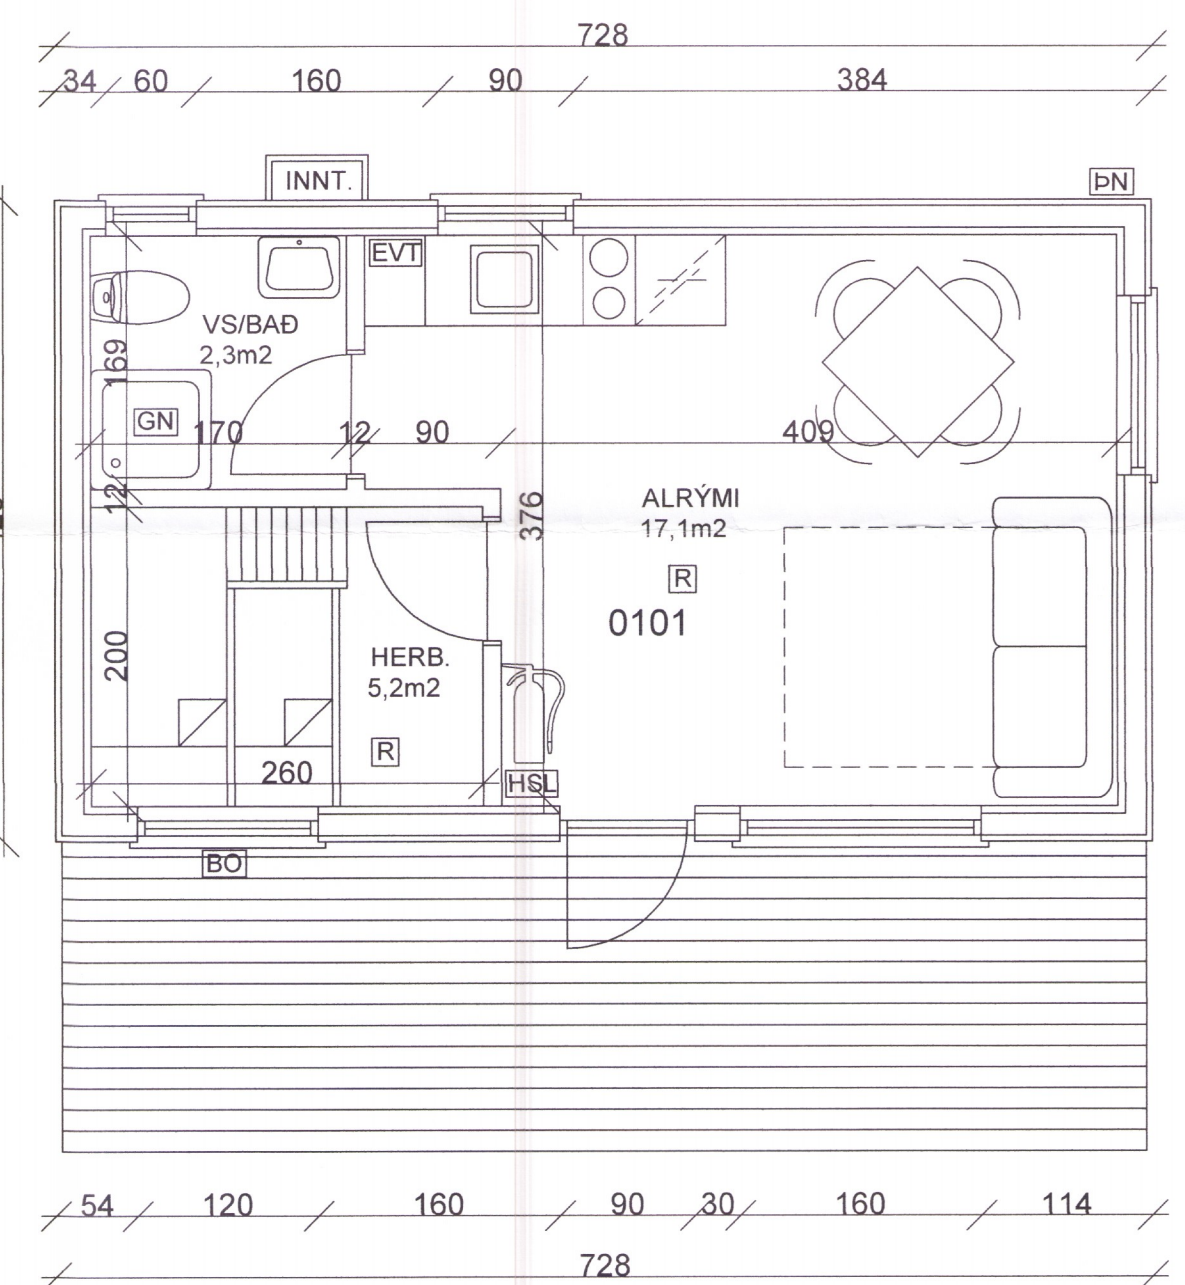 728
34 60 160 90 384
INNT.
ÞN
EVT
VS/BAÐ
2,3m2
169
GN
170 12 90 409
12
376
ALRÝMI
17,1m2
R
0101
200
HERB.
5,2m2
R
260
HSL
BO
54 120 160 90 30 160 114
728